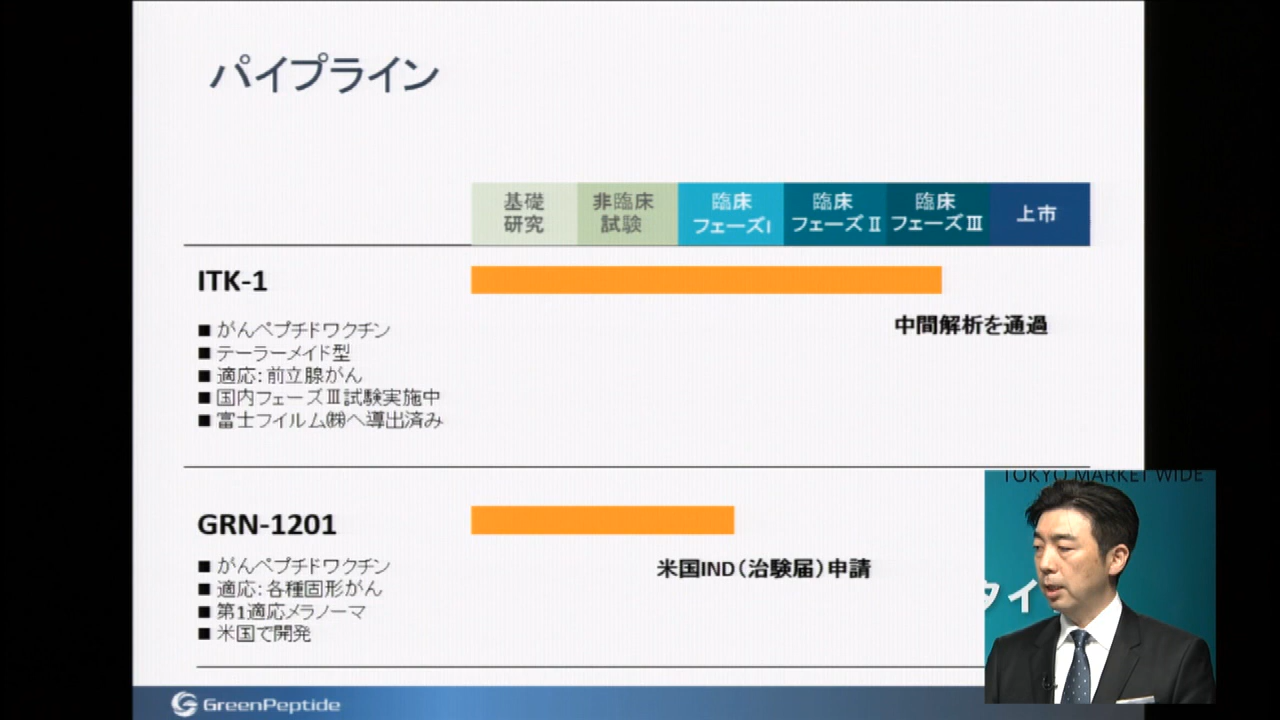 パイプライン
基礎
研究
非臨床
試験
臨床
フェーズⅠ
臨床
フェーズⅡ
臨床
フェーズⅢ
上市
ITK-1
■ がんペプチドワクチン
■ テーラーメイド型
■ 適応：前立腺がん
■ 国内フェーズⅢ試験実施中
■ 富士フイルム㈱へ導出済み
中間解析を通過
GRN-1201
■ がんペプチドワクチン
■ 適応：各種固形がん
■ 第1適応メラノーマ
■ 米国で開発
米国IND（治験届）申請
TOKYO MARKET WIDE
タイ
GreenPeptide